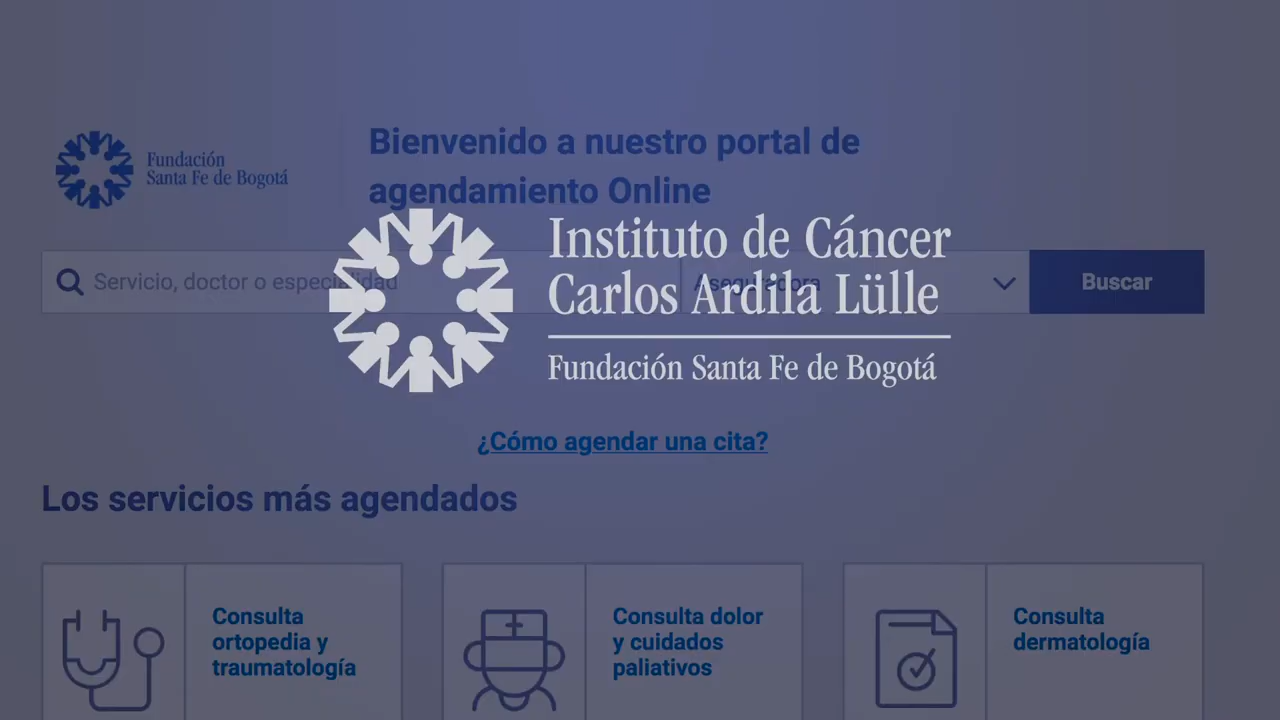 Fundación
Santa Fe de Bogotá
Bienvenido a nuestro portal de
agendamiento Online
Servicio, doctor o especialidad
Aseguradora
Buscar
Instituto de Cáncer
Carlos Ardila Lülle
Fundación Santa Fe de Bogotá
¿Cómo agendar una cita?
Los servicios más agendados
Consulta
ortopedia y
traumatología
Consulta dolor
y cuidados
paliativos
Consulta
dermatología